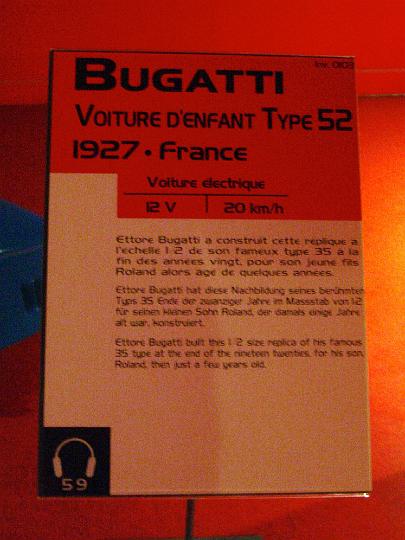 Inv. 0103
BUGATTI
VOITURE D'ENFANT TYPE 52
1927 • France
Voiture électrique
12 V
20 km/h
Ettore Bugatti a construit cette réplique à
l'échelle 1/2 de son fameux type 35 à la
fin des années vingt, pour son jeune fils
Roland alors âgé de quelques années.
Ettore Bugatti hat diese Nachbildung seines berühmten
Typs 35 Ende der zwanziger Jahre im Massstab von 1:2
für seinen kleinen Sohn Roland, der damals einige Jahre
alt war, konstruiert.
Ettore Bugatti built this 1/2 size replica of his famous
35 type at the end of the nineteen twenties, for his son,
Roland, then just a few years old.
59